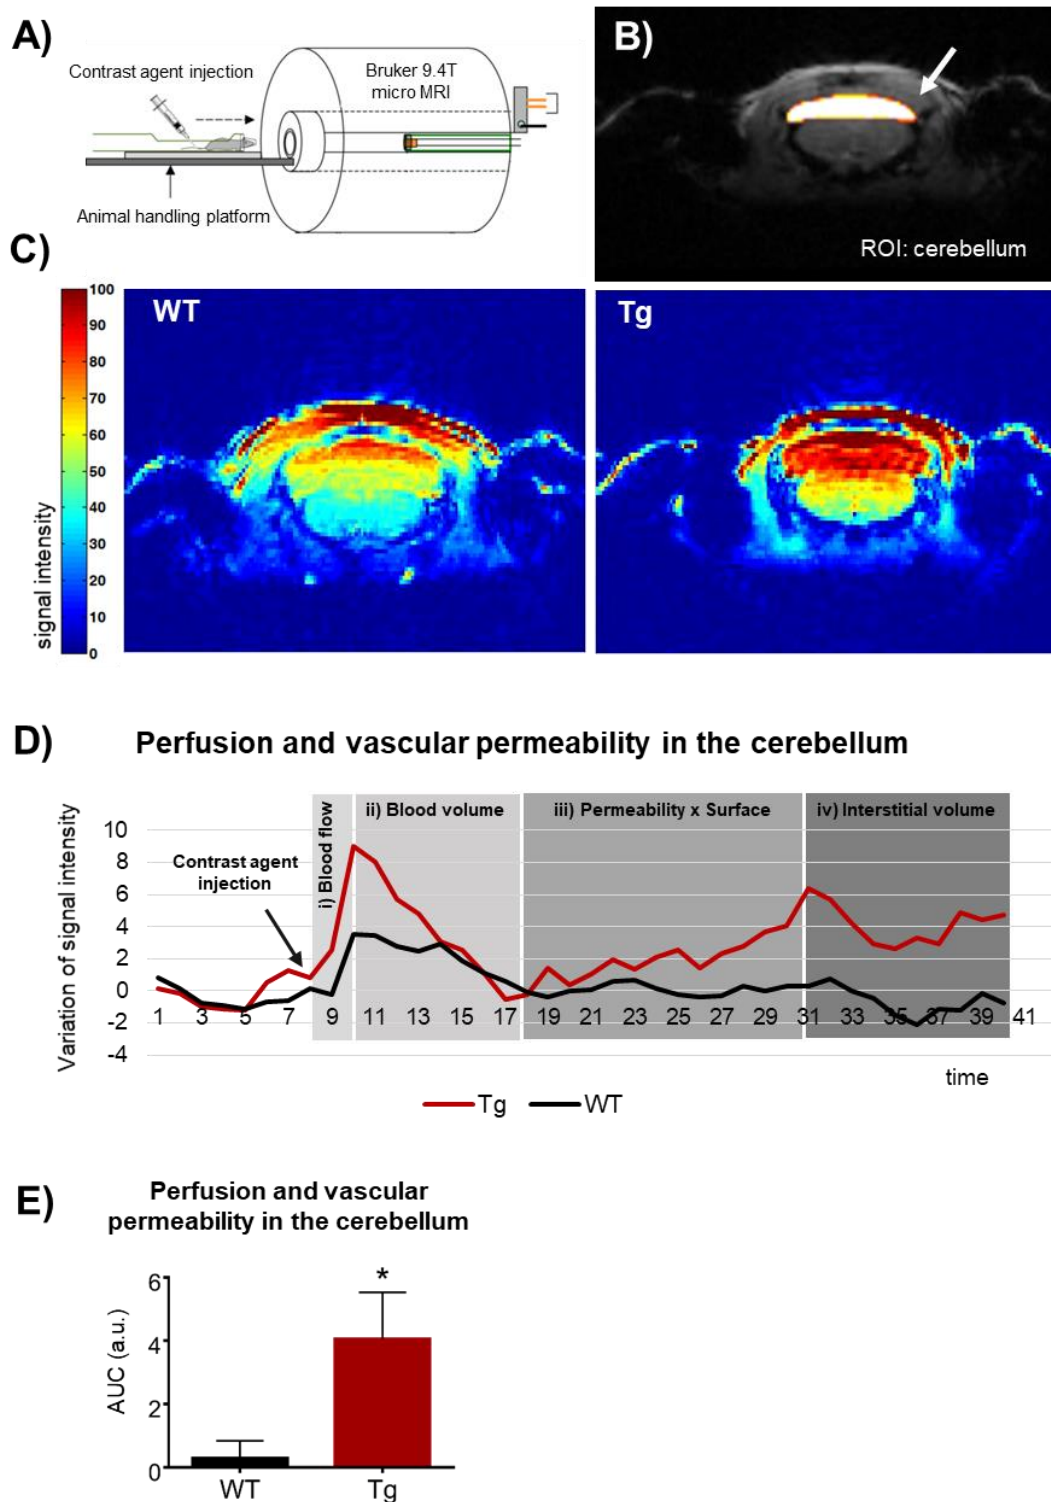 A)
Contrast agent injection
Bruker 9.4T
micro MRI
Animal handling platform
B)
ROI: cerebellum
C)
signal intensity
100
90
80
70
60
50
40
30
20
10
0
WT
Tg
D)
Perfusion and vascular permeability in the cerebellum
Variation of signal intensity
10
8
6
4
2
0
-2
-4
Contrast agent
injection
i) Blood flow
ii) Blood volume
iii) Permeability x Surface
iv) Interstitial volume
1 3 5 7 9 11 13 15 17 19 21 23 25 27 29 31 33 35 37 39 41
time
Tg
WT
E)
Perfusion and vascular
permeability in the cerebellum
AUC (a.u.)
6
4
2
0
*
WT
Tg